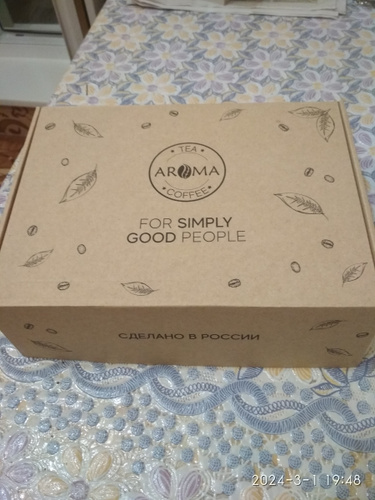 TEA
AROMA
COFFEE
FOR SIMPLY
GOOD PEOPLE
СДЕЛАНО В РОССИИ
2024-3-1 19:48